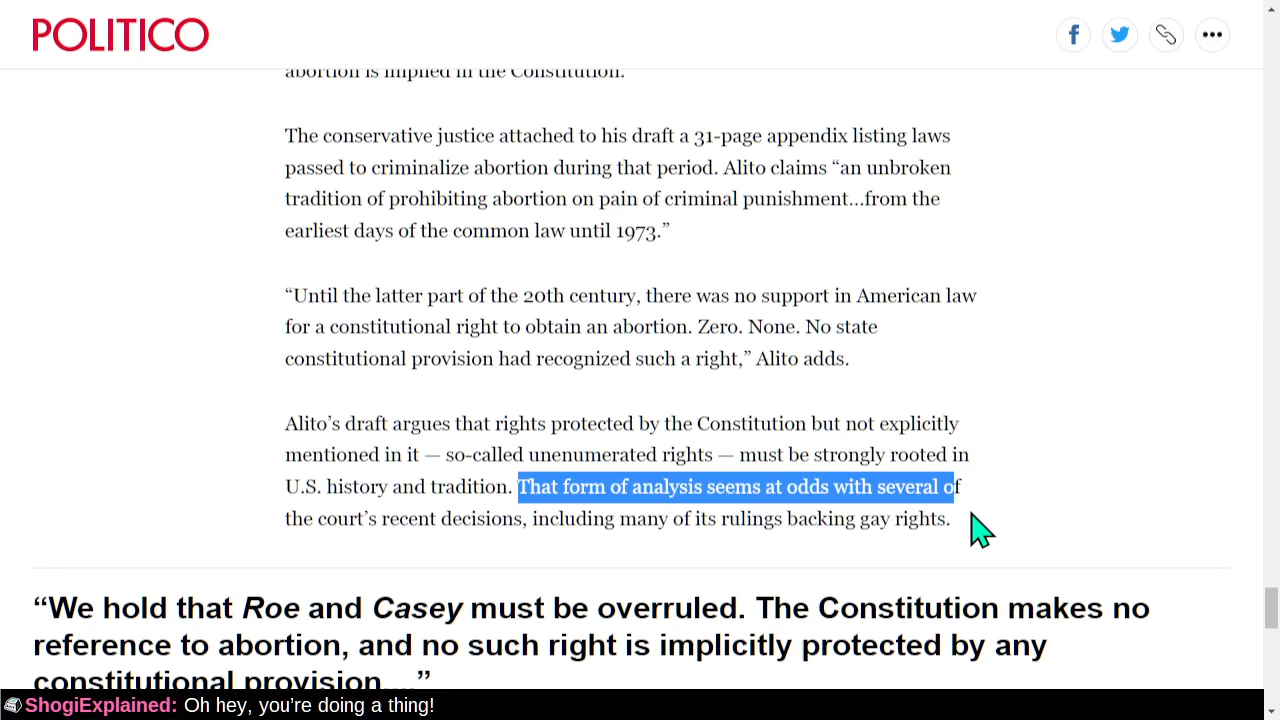 POLITICO
abortion is implied in the Constitution.
The conservative justice attached to his draft a 31-page appendix listing laws
passed to criminalize abortion during that period. Alito claims “an unbroken
tradition of prohibiting abortion on pain of criminal punishment…from the
earliest days of the common law until 1973.”
“Until the latter part of the 20th century, there was no support in American law
for a constitutional right to obtain an abortion. Zero. None. No state
constitutional provision had recognized such a right,” Alito adds.
Alito’s draft argues that rights protected by the Constitution but not explicitly
mentioned in it — so-called unenumerated rights — must be strongly rooted in
U.S. history and tradition. That form of analysis seems at odds with several of
the court’s recent decisions, including many of its rulings backing gay rights.
“We hold that Roe and Casey must be overruled. The Constitution makes no
reference to abortion, and no such right is implicitly protected by any
constitutional provision....”
ShogiExplained: Oh hey, you’re doing a thing!